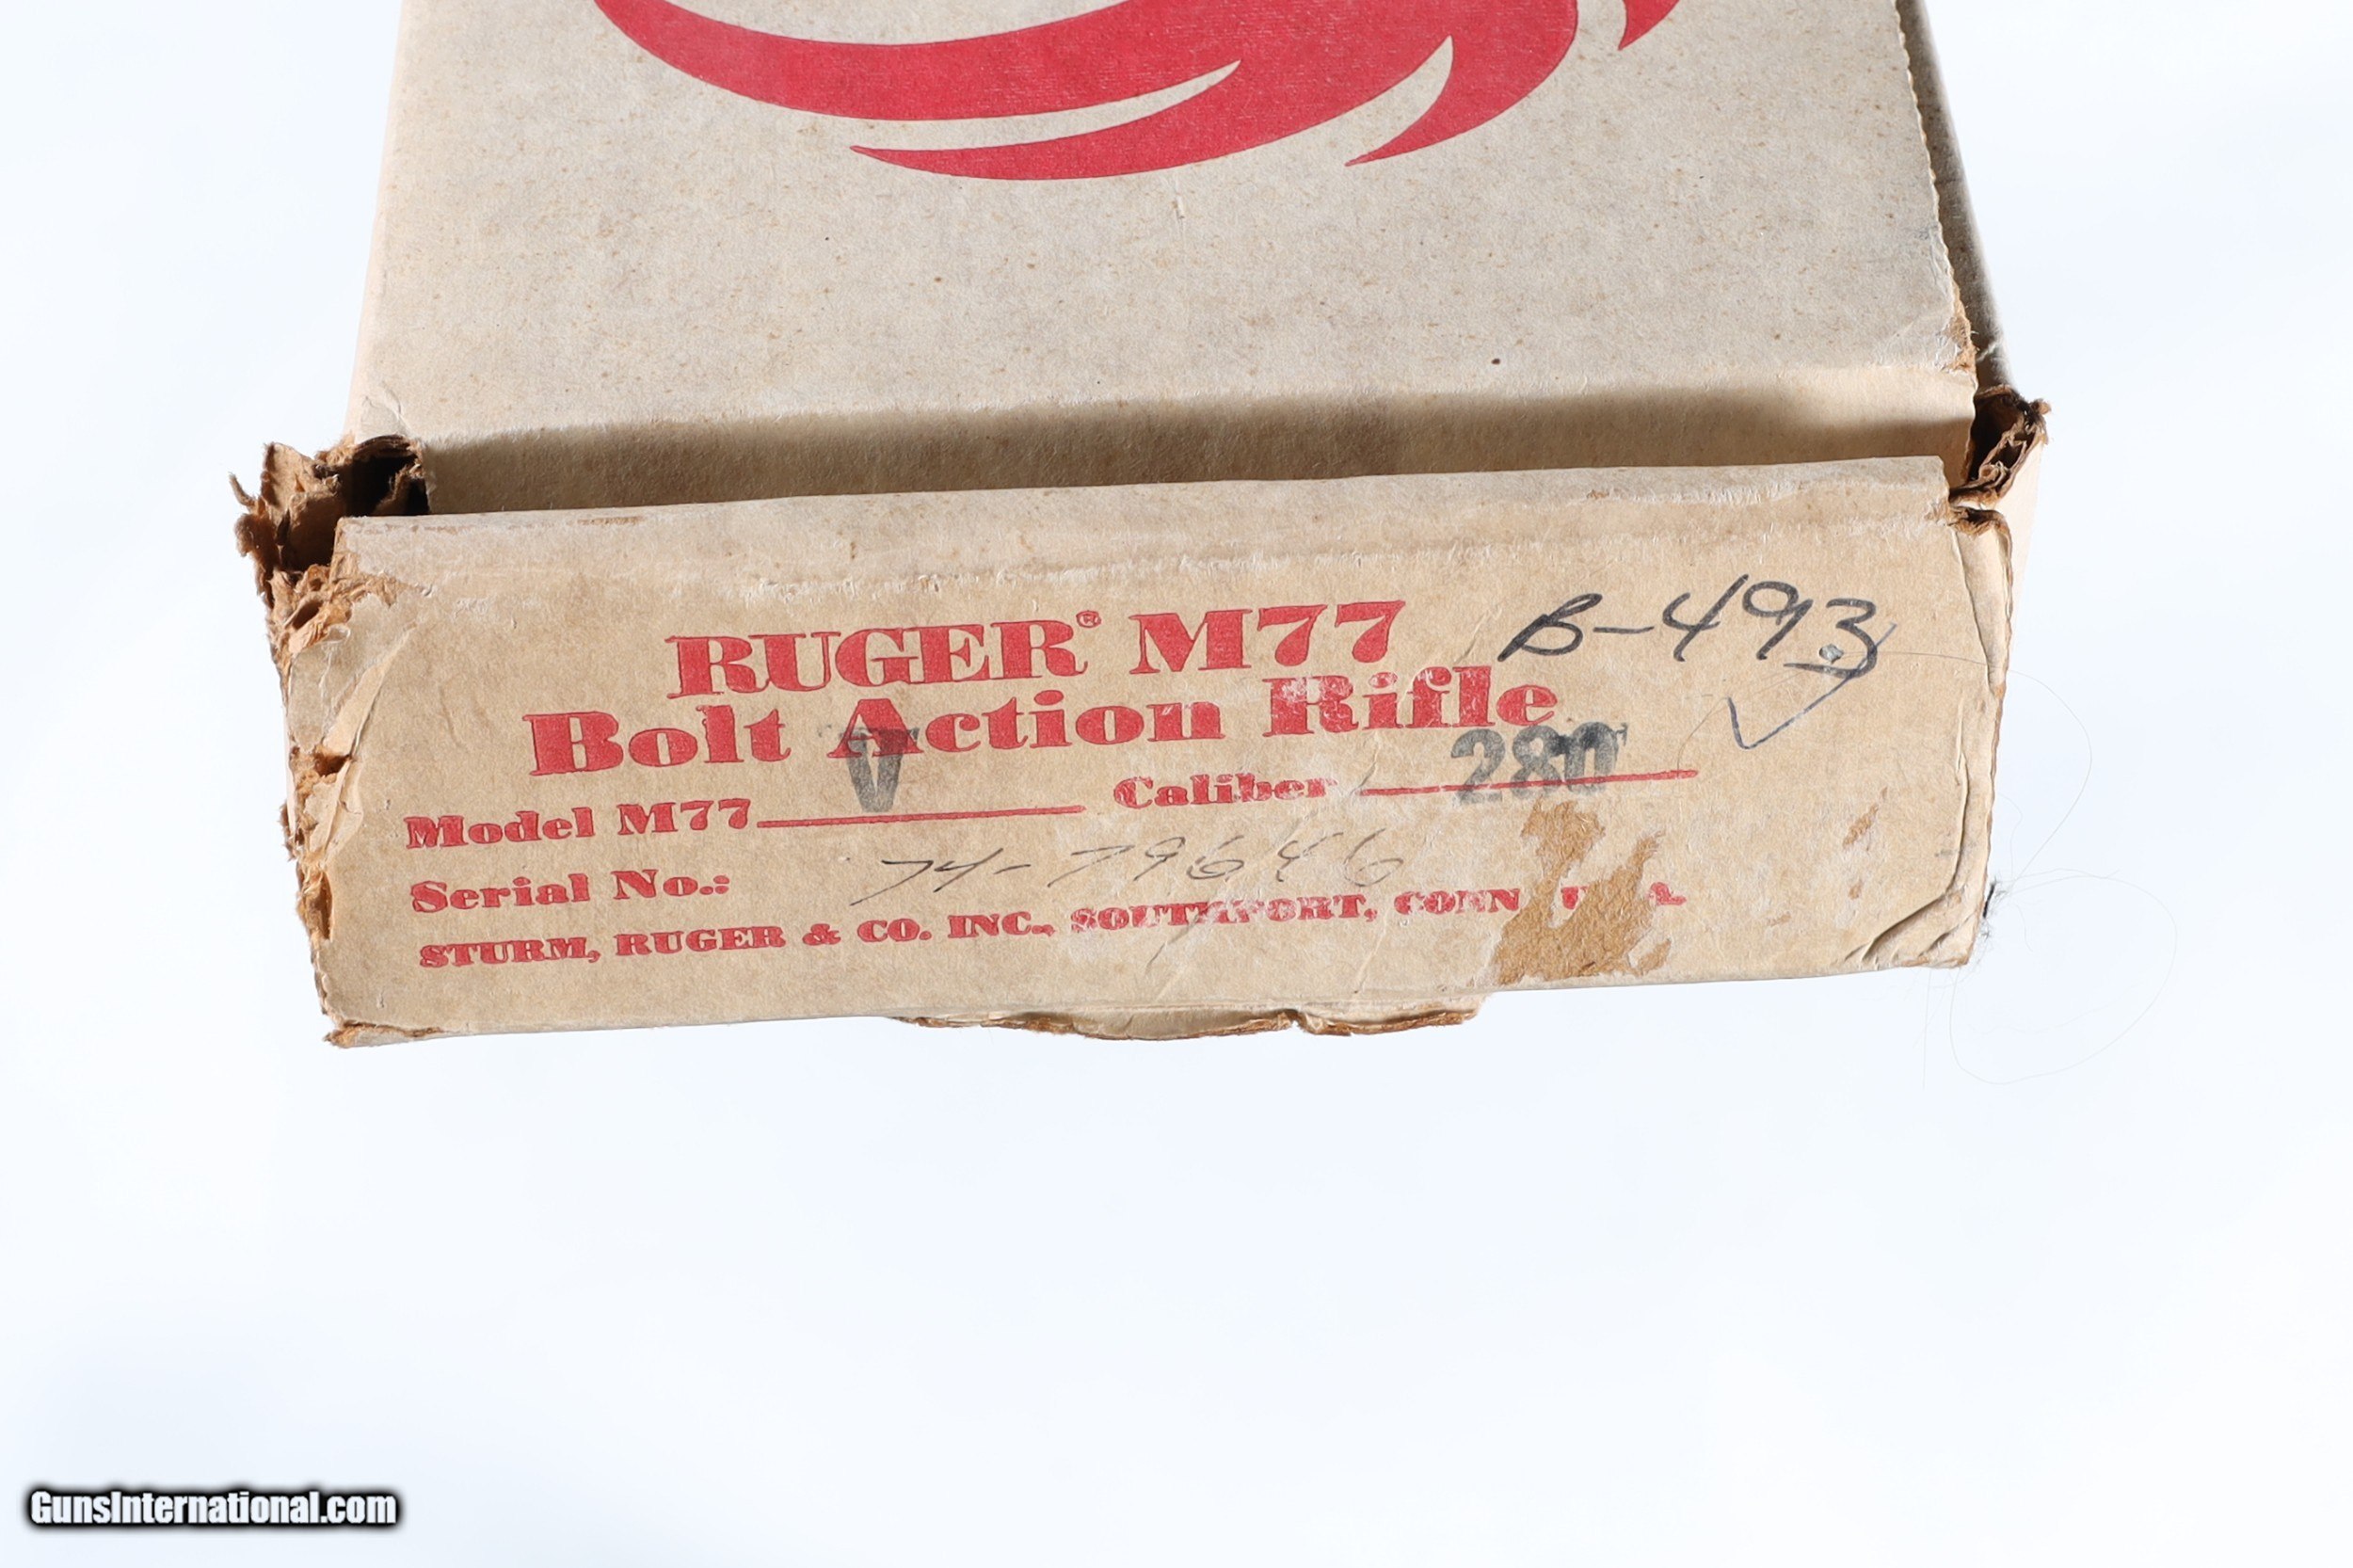 RUGER® M77
B-493
Bolt Action Rifle
Model M77 V Caliber 280
Serial No.: 74-79646
STURM, RUGER & CO. INC., SOUTHPORT, CONN U.S.A.
GunsInternational.com